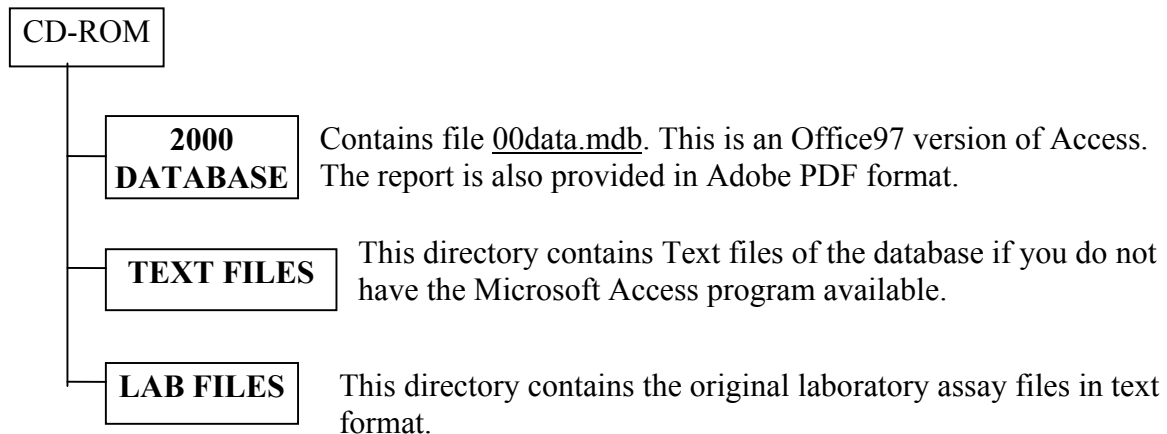 CD-ROM
2000
DATABASE
Contains file 00data.mdb. This is an Office97 version of Access.
The report is also provided in Adobe PDF format.
TEXT FILES
This directory contains Text files of the database if you do not
have the Microsoft Access program available.
LAB FILES
This directory contains the original laboratory assay files in text
format.